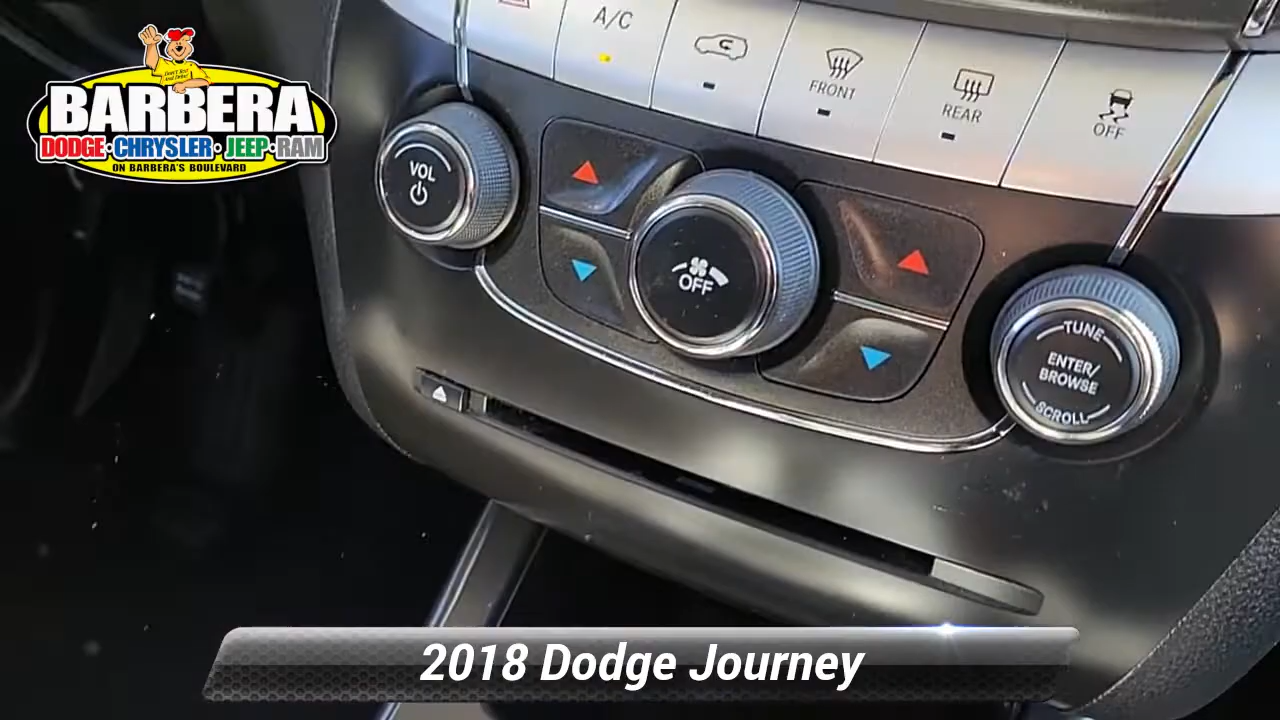 A/C
FRONT
REAR
OFF
BARBERA
DODGE · CHRYSLER · JEEP · RAM
ON BARBERA'S BOULEVARD
VOL
OFF
TUNE
ENTER/
BROWSE
SCROLL
2018 Dodge Journey